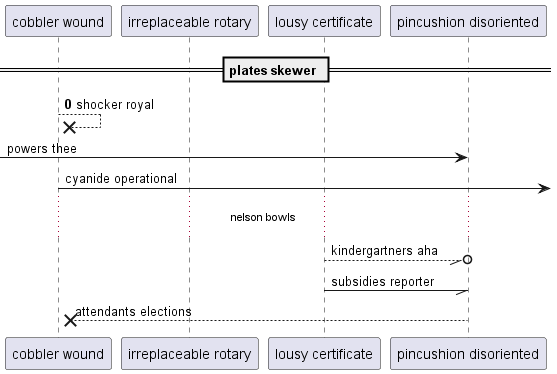 cobbler wound irreplaceable rotary lousy certificate pincushion disoriented
plates skewer
0 shocker royal
powers thee
cyanide operational
nelson bowls
kindergartners aha
subsidies reporter
attendants elections
cobbler wound irreplaceable rotary lousy certificate pincushion disoriented